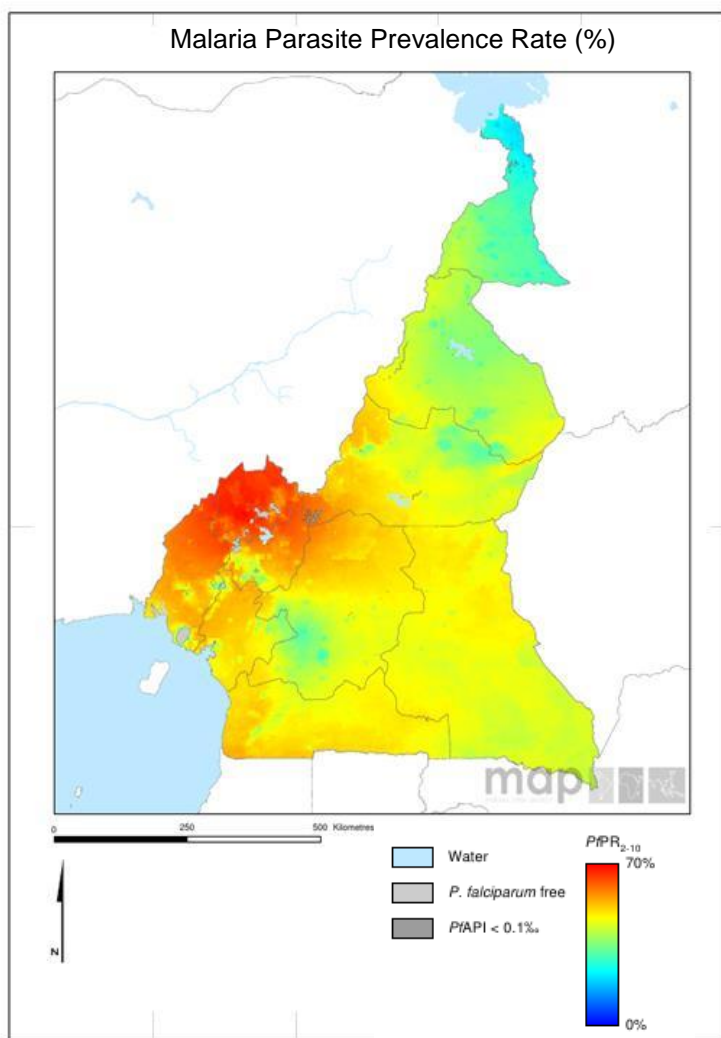 Malaria Parasite Prevalence Rate (%)
map
0 250 500 Kilometres
N
Water
P. falciparum free
PfAPI < 0.1‰
PfPR2-10
70%
0%